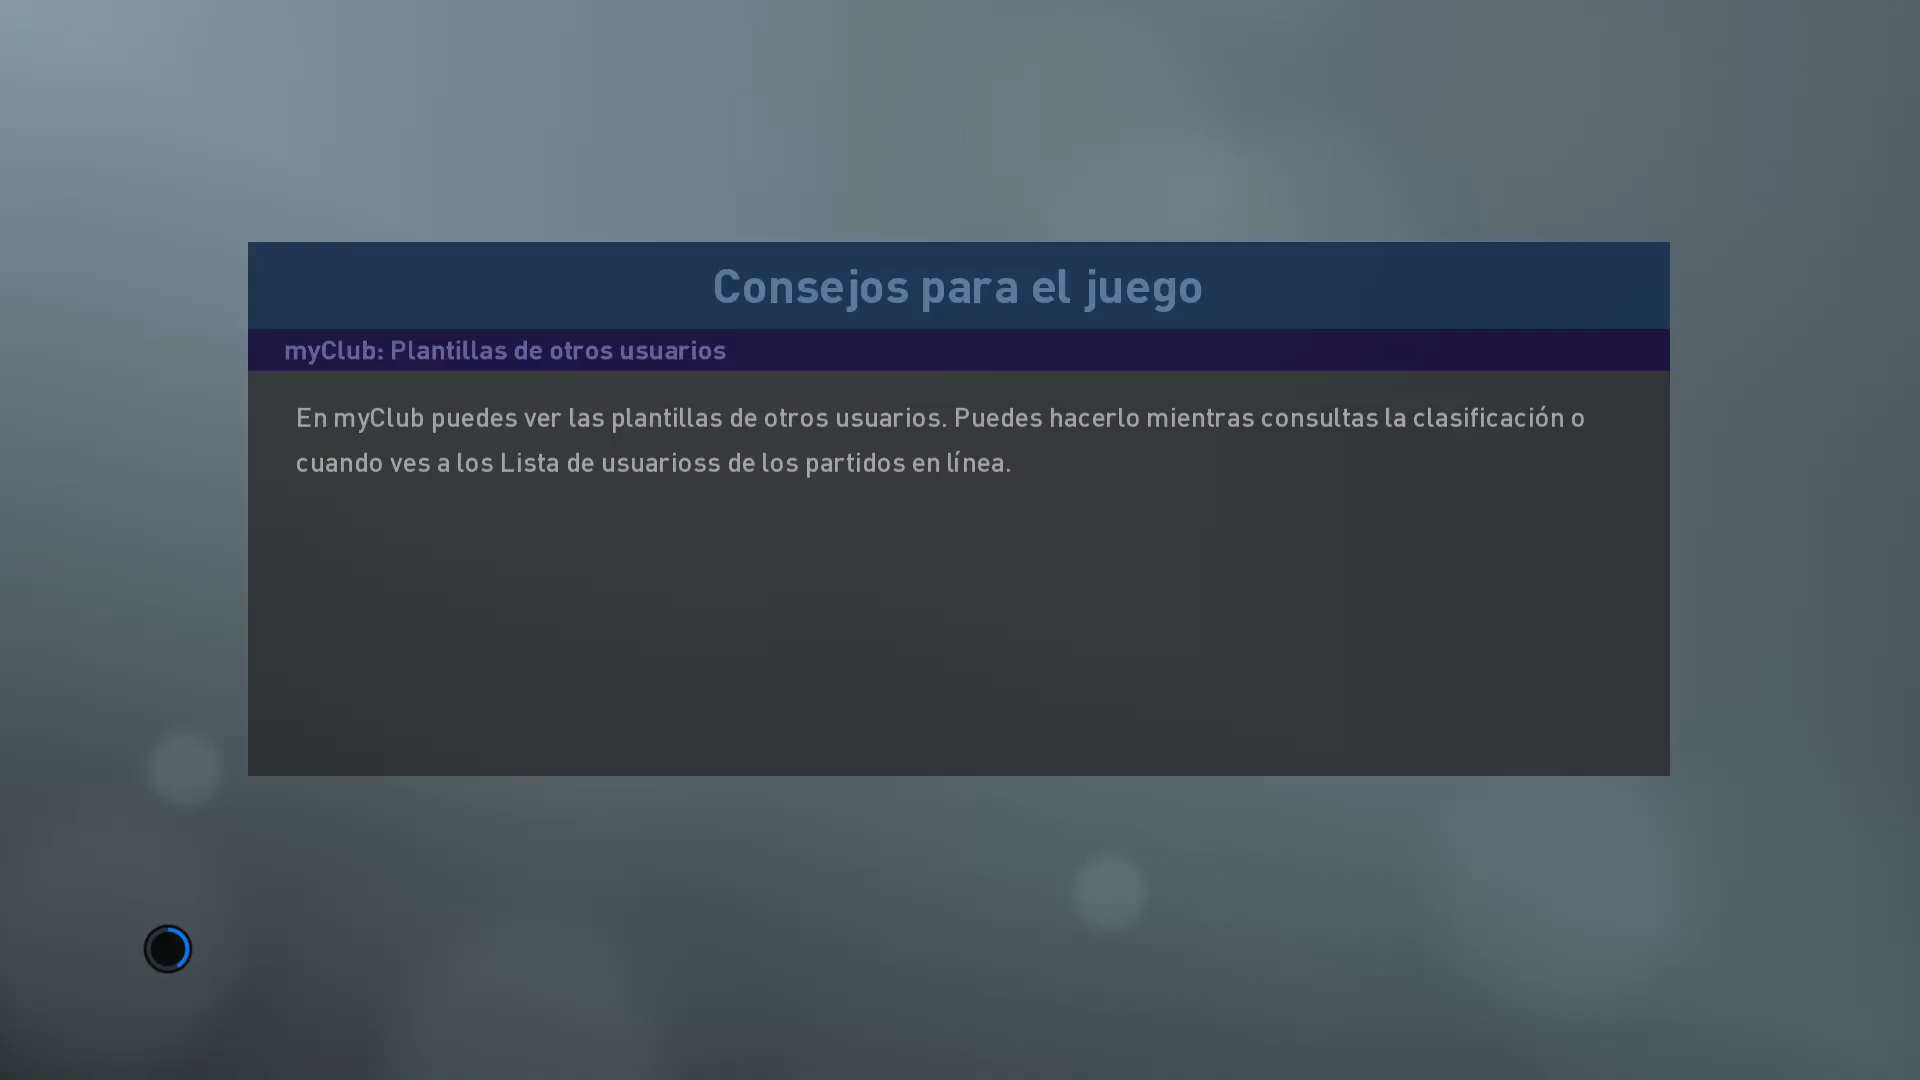 Consejos para el juego
myClub: Plantillas de otros usuarios
En myClub puedes ver las plantillas de otros usuarios. Puedes hacerlo mientras consultas la clasificación o
cuando ves a los Lista de usuarioss de los partidos en línea.